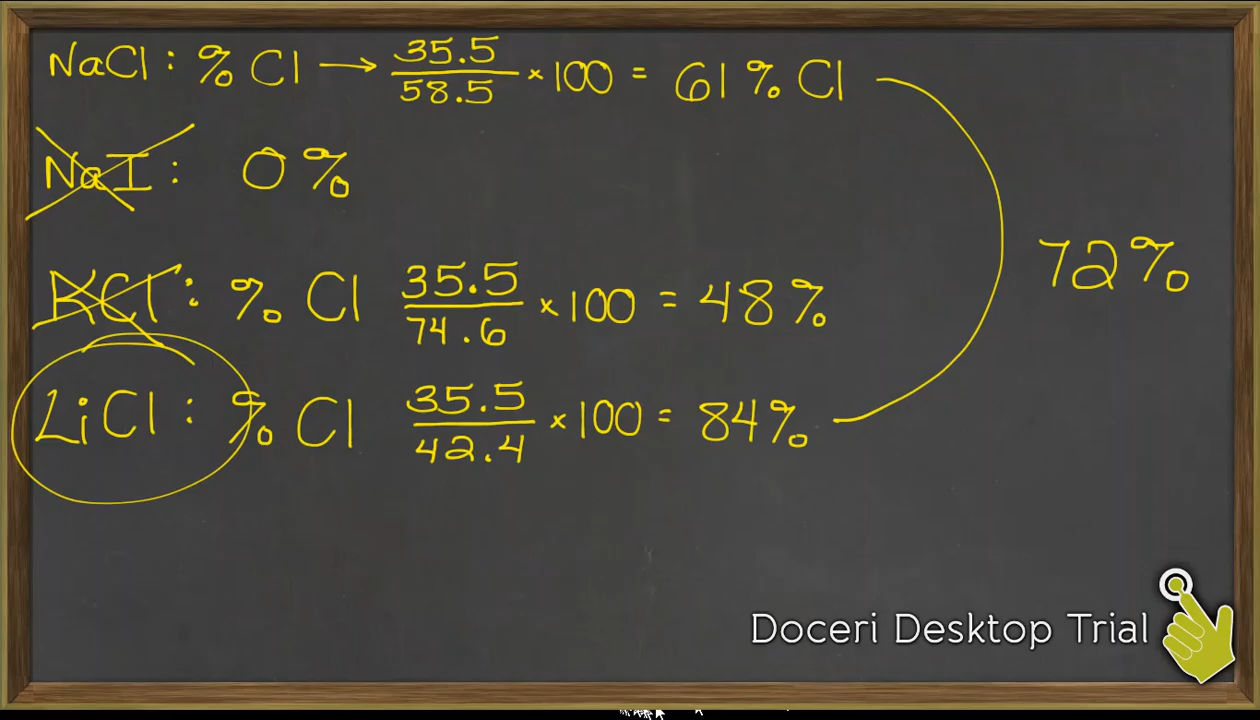 NaCl: % Cl → 35.5/58.5 × 100 = 61% Cl
NaI: 0%
72%
KCl: % Cl 35.5/74.6 × 100 = 48%
LiCl: % Cl 35.5/42.4 × 100 = 84%
Doceri Desktop Trial